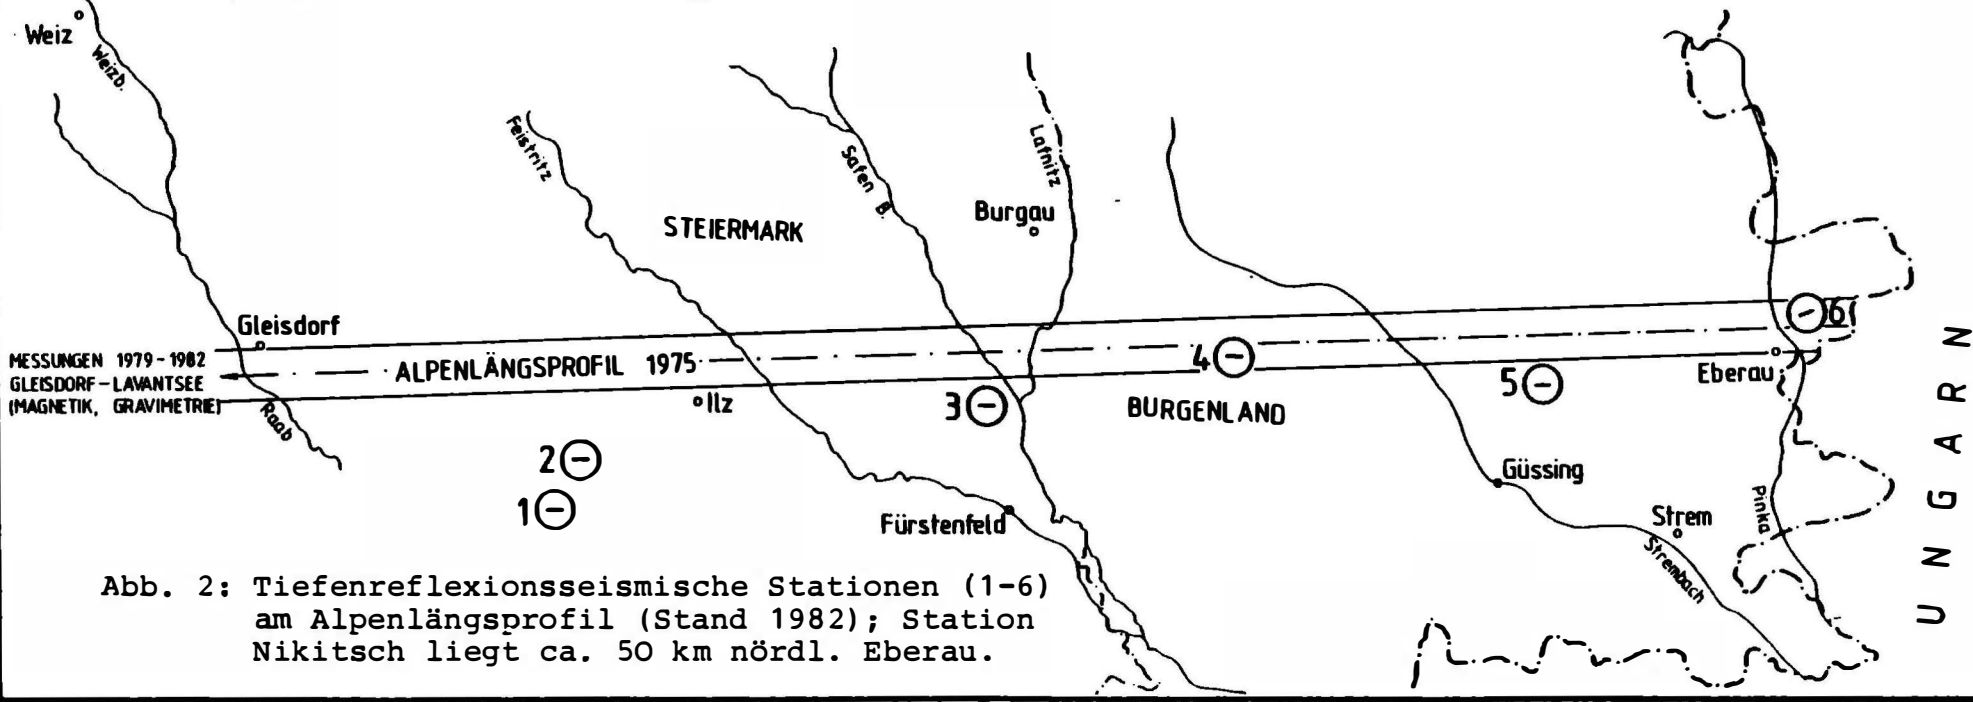 Weiz
Weizb.
Feistritz
Safen B.
Lafnitz
STEIERMARK
Burgau
Gleisdorf
MESSUNGEN 1979-1982
GLEISDORF-LAVANTSEE
(MAGNETIK, GRAVIMETRIE)
ALPENLÄNGSPROFIL 1975
Raab
Ilz
3
4
BURGENLAND
5
6
Eberau
2
1
Fürstenfeld
Güssing
Strem
Strembach
Pinka
UNGARN
Abb. 2: Tiefenreflexionsseismische Stationen (1-6)
am Alpenlängsprofil (Stand 1982); Station
Nikitsch liegt ca. 50 km nördl. Eberau.